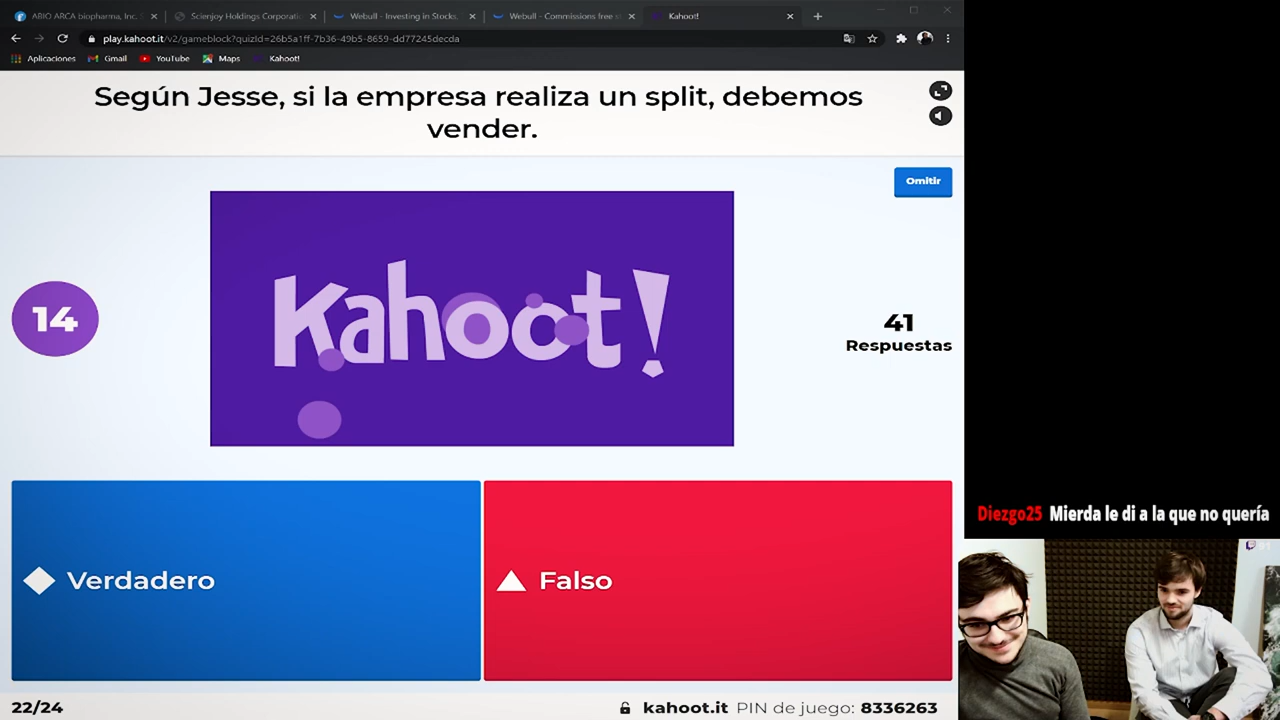 ABIO ARCA biopharma, Inc.
Scienjoy Holdings Corporatio
Webull - Investing in Stocks,
Webull - Commissions free
Kahoot!
play.kahoot.it/v2/gameblock?quizId=26b5a1ff-7b36-49b5-8659-dd77245decda
Aplicaciones
Gmail
YouTube
Maps
Kahoot!
Según Jesse, si la empresa realiza un split, debemos
vender.
Omitir
Kahoot!
14
41
Respuestas
Diezgo25 Mierda le di a la que no quería
Verdadero
Falso
22/24
kahoot.it PIN de juego: 8336263